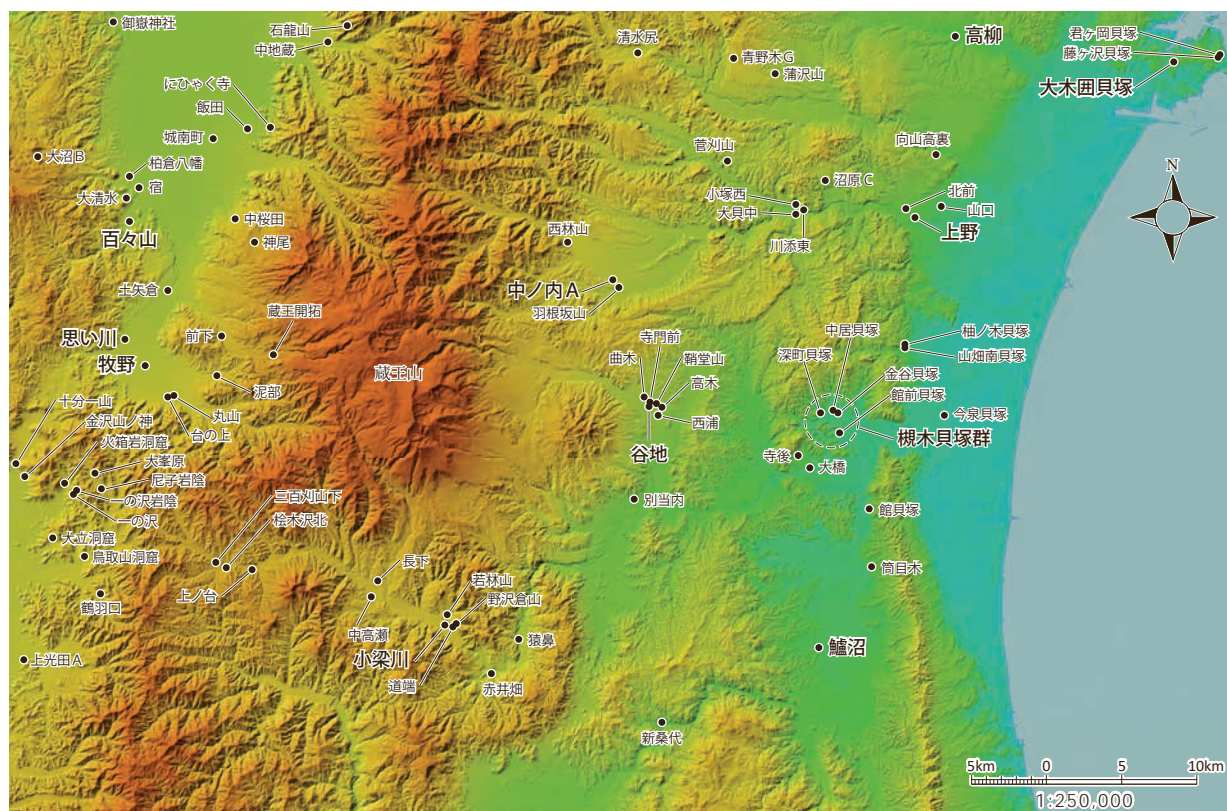 御嶽神社
石龍山
中地蔵
清水尻
青野木G
蒲沢山
高柳
君ヶ岡貝塚
藤ヶ沢貝塚
大木囲貝塚
にひゃく寺
飯田
城南町
大沼B
柏倉八幡
宿
大清水
百々山
中桜田
神尾
菅刈山
向山高裏
沼原C
小塚西
大貝中
川添東
北前
山口
上野
N
西林山
中ノ内A
羽根坂山
土矢倉
蔵王開拓
思い川
前下
牧野
泥部
蔵王山
寺門前
曲木
鞘堂山
高木
西浦
谷地
中居貝塚
深町貝塚
柚ノ木貝塚
山畑南貝塚
金谷貝塚
館前貝塚
今泉貝塚
槻木貝塚群
十分一山
金沢山ノ神
火箱岩洞窟
丸山
台の上
大峯原
尼子岩陰
一の沢岩陰
一の沢
寺後
大橋
別当内
館貝塚
大立洞窟
鳥取山洞窟
二百刈山下
桧木沢北
上ノ台
鶴羽口
長下
中高瀬
若林山
野沢倉山
小梁川
道端
猿鼻
赤井畑
筒目木
上光田A
鱸沼
新桑代
5km 0 5 10km
1:250,000